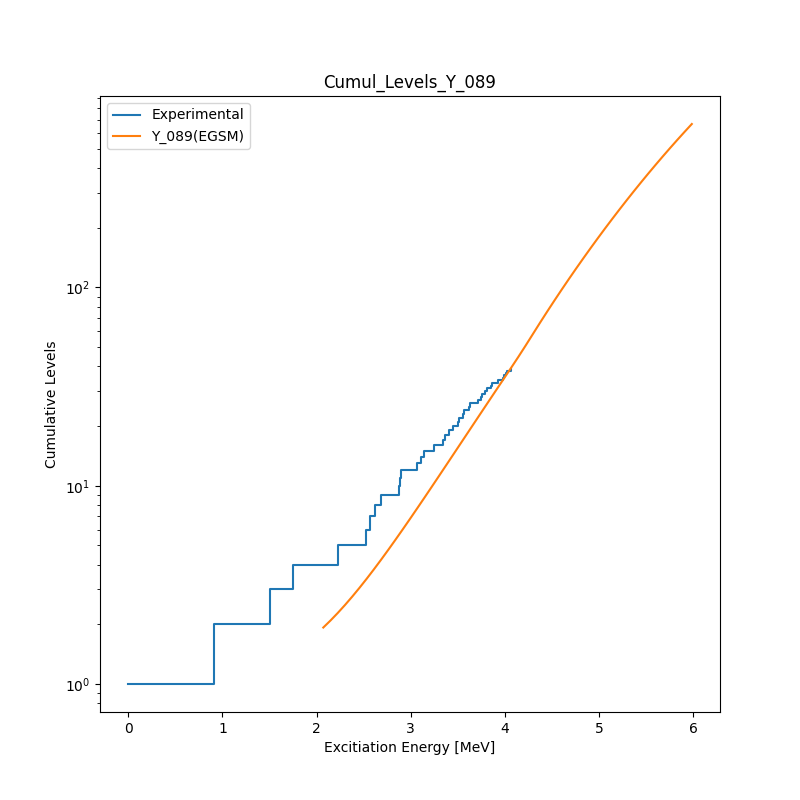 Cumul_Levels_Y_089
Experimental
Y_089(EGSM)
Cumulative Levels
10²
10¹
10⁰
0 1 2 3 4 5 6
Excitiation Energy [MeV]